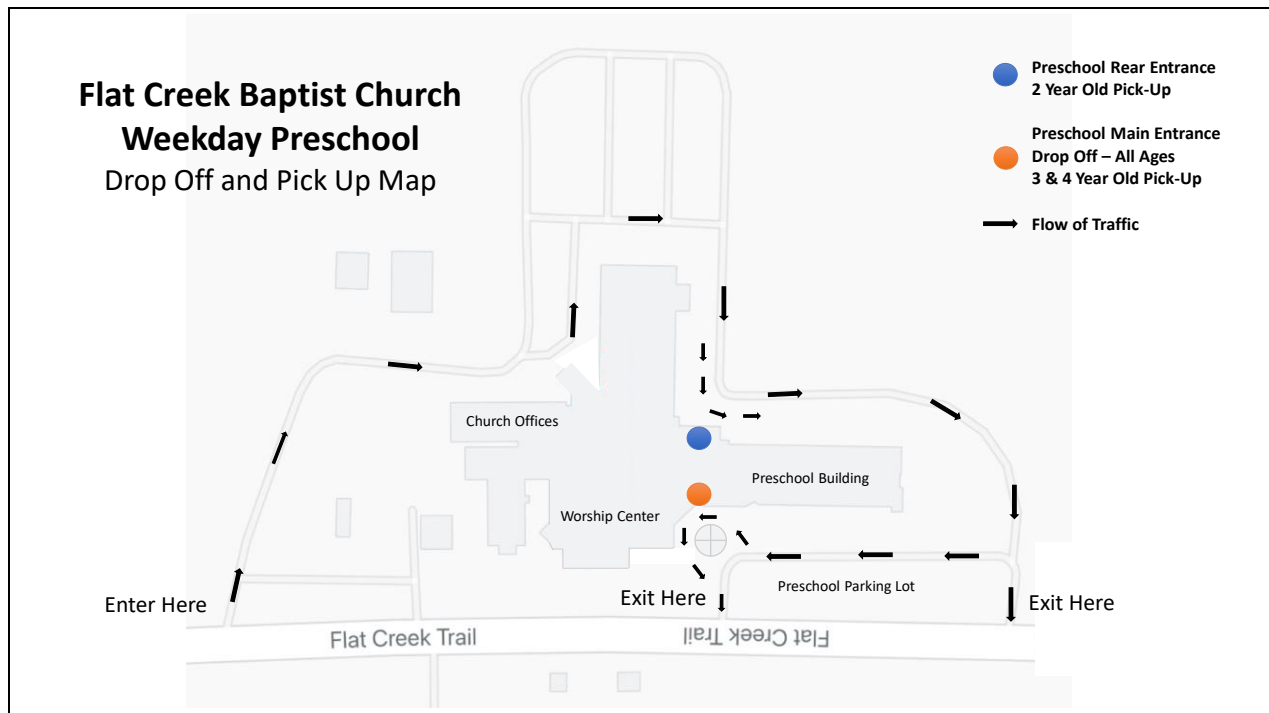 Flat Creek Baptist Church
Weekday Preschool
Drop Off and Pick Up Map
Preschool Rear Entrance
2 Year Old Pick-Up
Preschool Main Entrance
Drop Off – All Ages
3 & 4 Year Old Pick-Up
Flow of Traffic
Church Offices
Preschool Building
Worship Center
Preschool Parking Lot
Enter Here
Exit Here
Exit Here
Flat Creek Trail
Flat Creek Trail